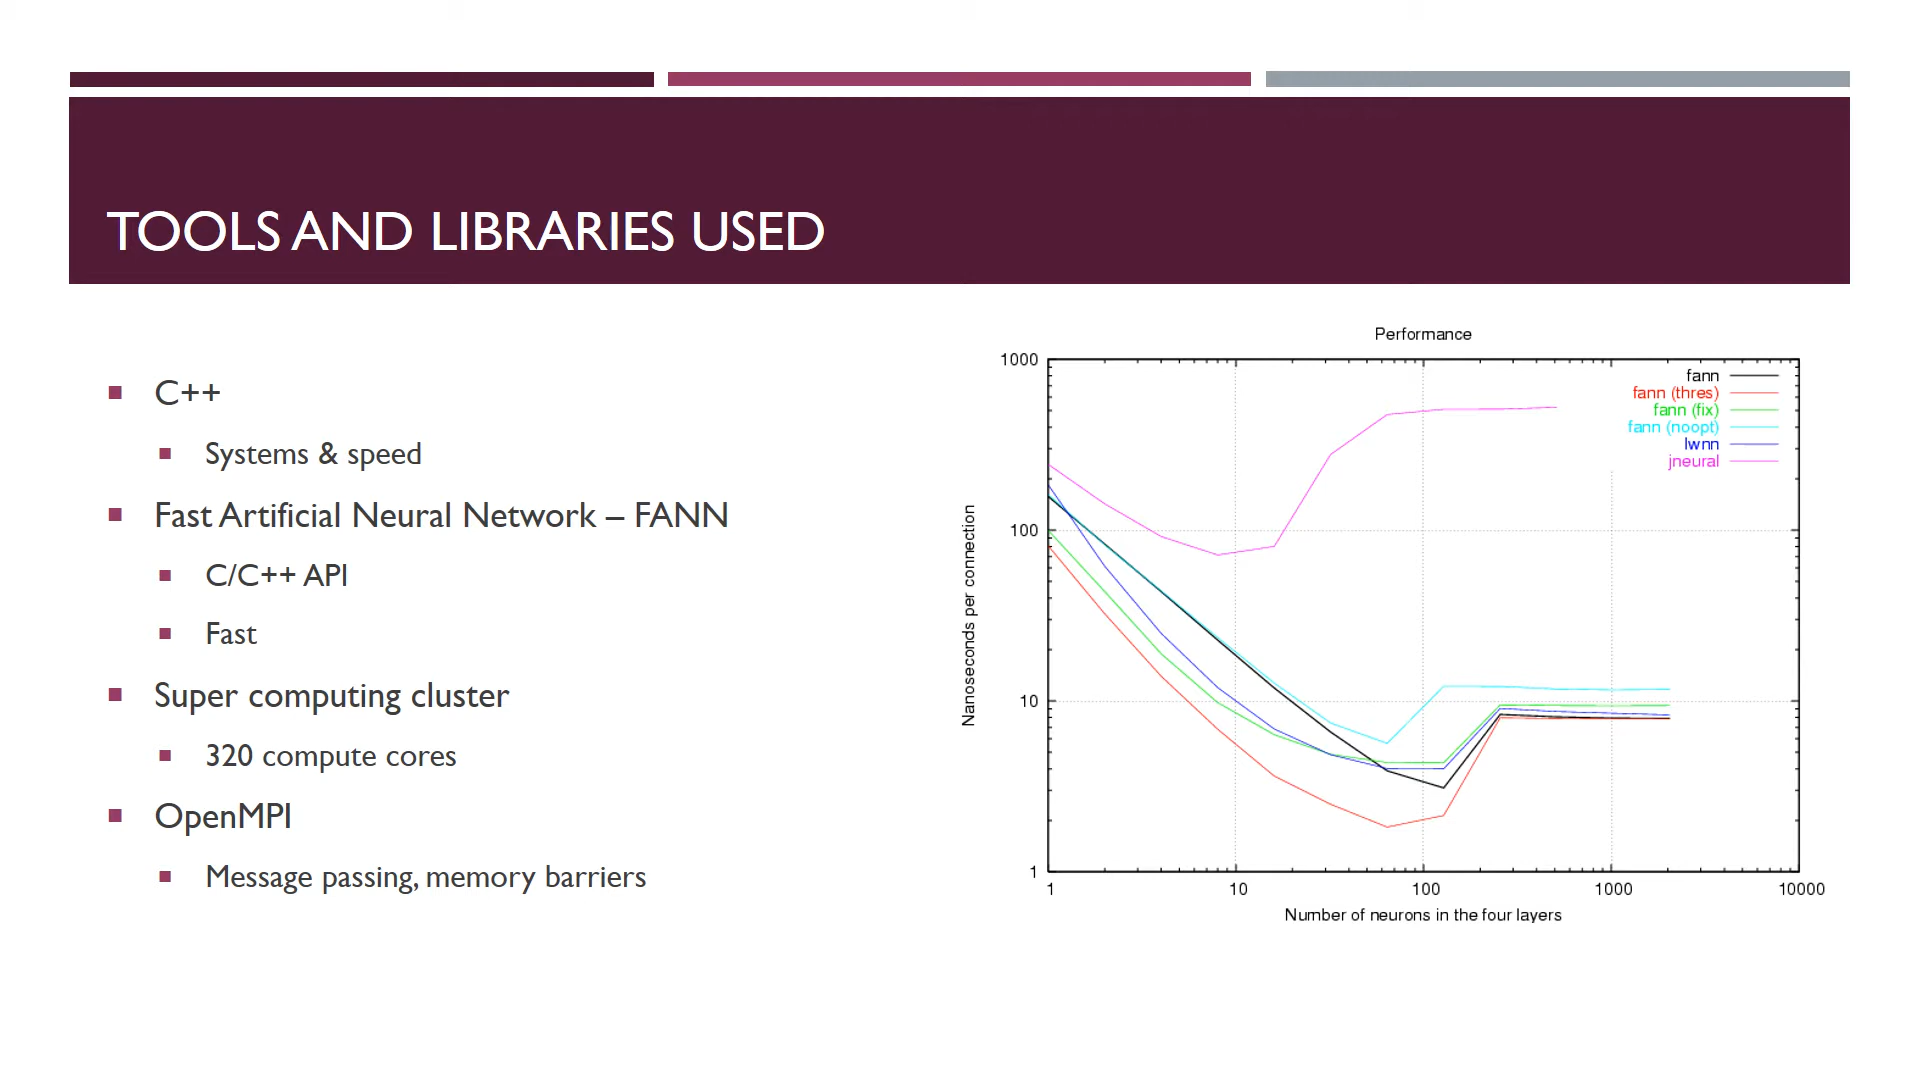 TOOLS AND LIBRARIES USED
C++
Systems & speed
Fast Artificial Neural Network – FANN
C/C++ API
Fast
Super computing cluster
320 compute cores
OpenMPI
Message passing, memory barriers
Performance
1000
100
10
1
Nanoseconds per connection
fann
fann (thres)
fann (fix)
fann (noopt)
lwnn
jneural
1 10 100 1000 10000
Number of neurons in the four layers